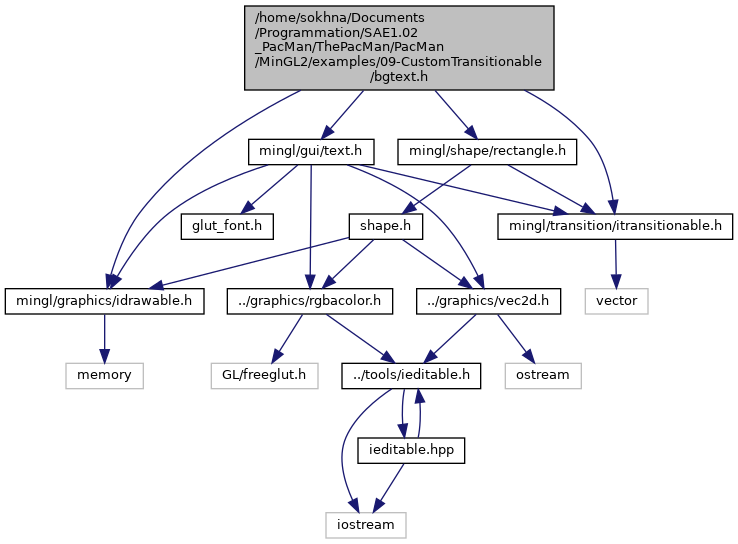 /home/sokhna/Documents
/Programmation/SAE1.02
_PacMan/ThePacMan/PacMan
/MinGL2/examples/09-CustomTransitionable
/bgtext.h
mingl/gui/text.h
mingl/shape/rectangle.h
glut_font.h
shape.h
mingl/transition/itransitionable.h
mingl/graphics/idrawable.h
../graphics/rgbacolor.h
../graphics/vec2d.h
vector
memory
GL/freeglut.h
../tools/ieditable.h
ostream
ieditable.hpp
iostream